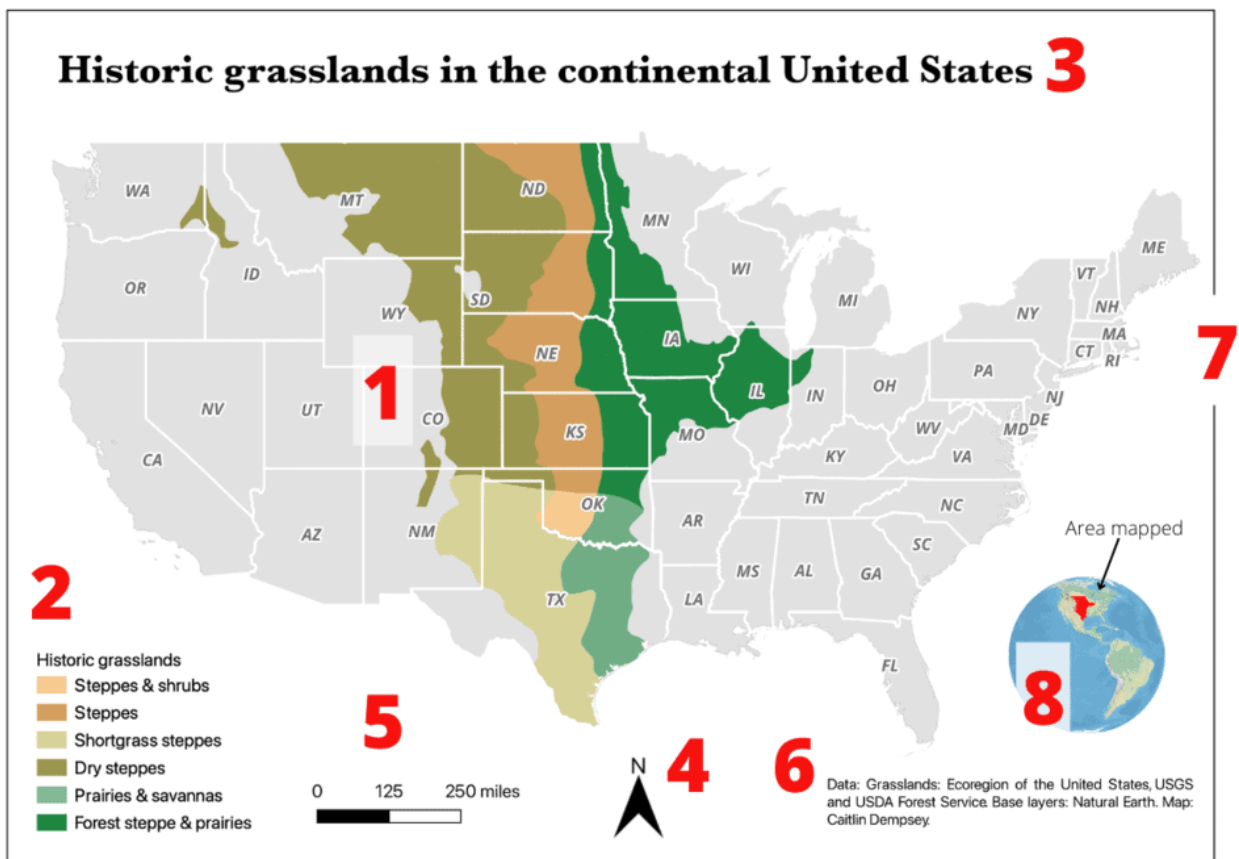 Historic grasslands in the continental United States 3
WA
MT
ND
MN
ME
OR
ID
WY
SD
WI
MI
VT
NH
NY
MA
CT
RI
7
1
NV
UT
CO
NE
IA
IL
IN
OH
PA
NJ
CA
KS
MO
WV
MD
DE
KY
VA
AZ
NM
OK
AR
TN
NC
SC
Area mapped
2
TX
LA
MS
AL
GA
FL
8
Historic grasslands
Steppes & shrubs
Steppes
Shortgrass steppes
Dry steppes
Prairies & savannas
Forest steppe & prairies
5
0 125 250 miles
N
4
6
Data: Grasslands: Ecoregion of the United States, USGS
and USDA Forest Service. Base layers: Natural Earth. Map:
Caitlin Dempsey.